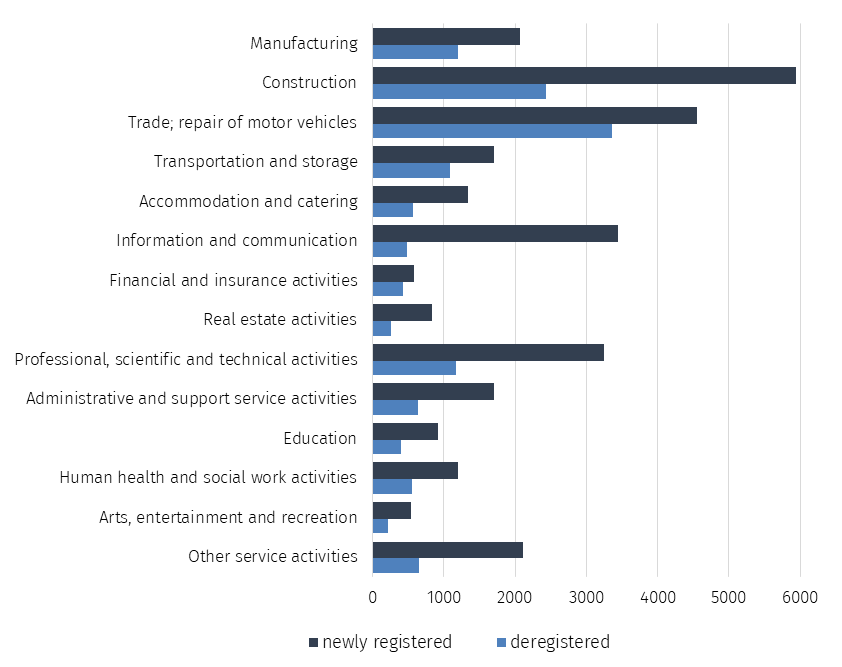 Manufacturing
Construction
Trade; repair of motor vehicles
Transportation and storage
Accommodation and catering
Information and communication
Financial and insurance activities
Real estate activities
Professional, scientific and technical activities
Administrative and support service activities
Education
Human health and social work activities
Arts, entertainment and recreation
Other service activities
0 1000 2000 3000 4000 5000 6000
newly registered deregistered